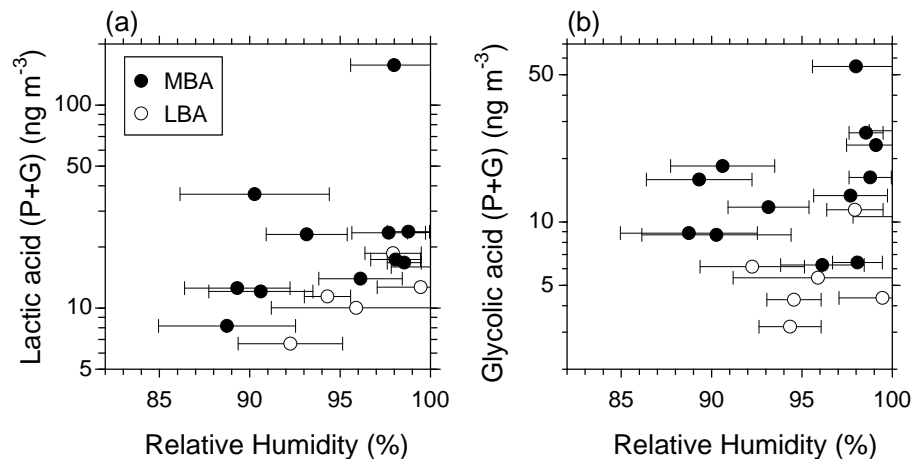 (a)
Lactic acid (P+G) (ng m⁻³)
100
50
10
5
MBA
LBA
85
90
95
100
Relative Humidity (%)
(b)
Glycolic acid (P+G) (ng m⁻³)
50
10
5
85
90
95
100
Relative Humidity (%)